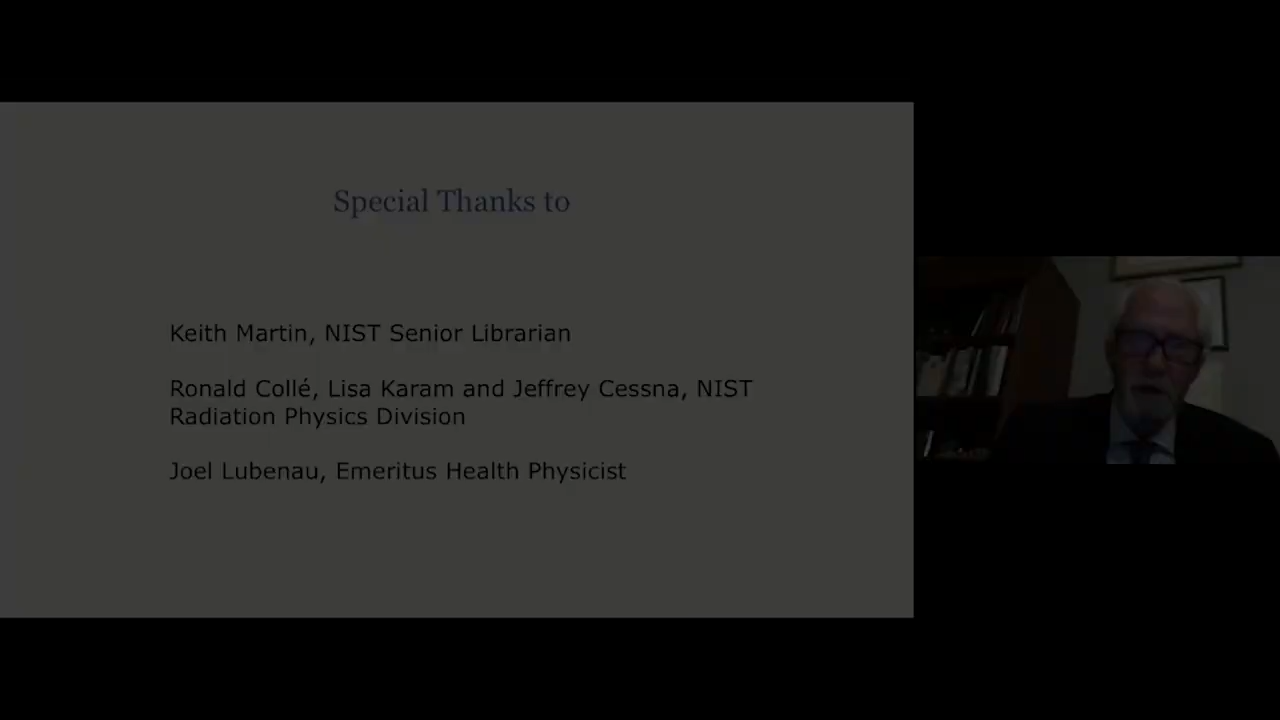 Special Thanks to
Keith Martin, NIST Senior Librarian
Ronald Collé, Lisa Karam and Jeffrey Cessna, NIST
Radiation Physics Division
Joel Lubenau, Emeritus Health Physicist